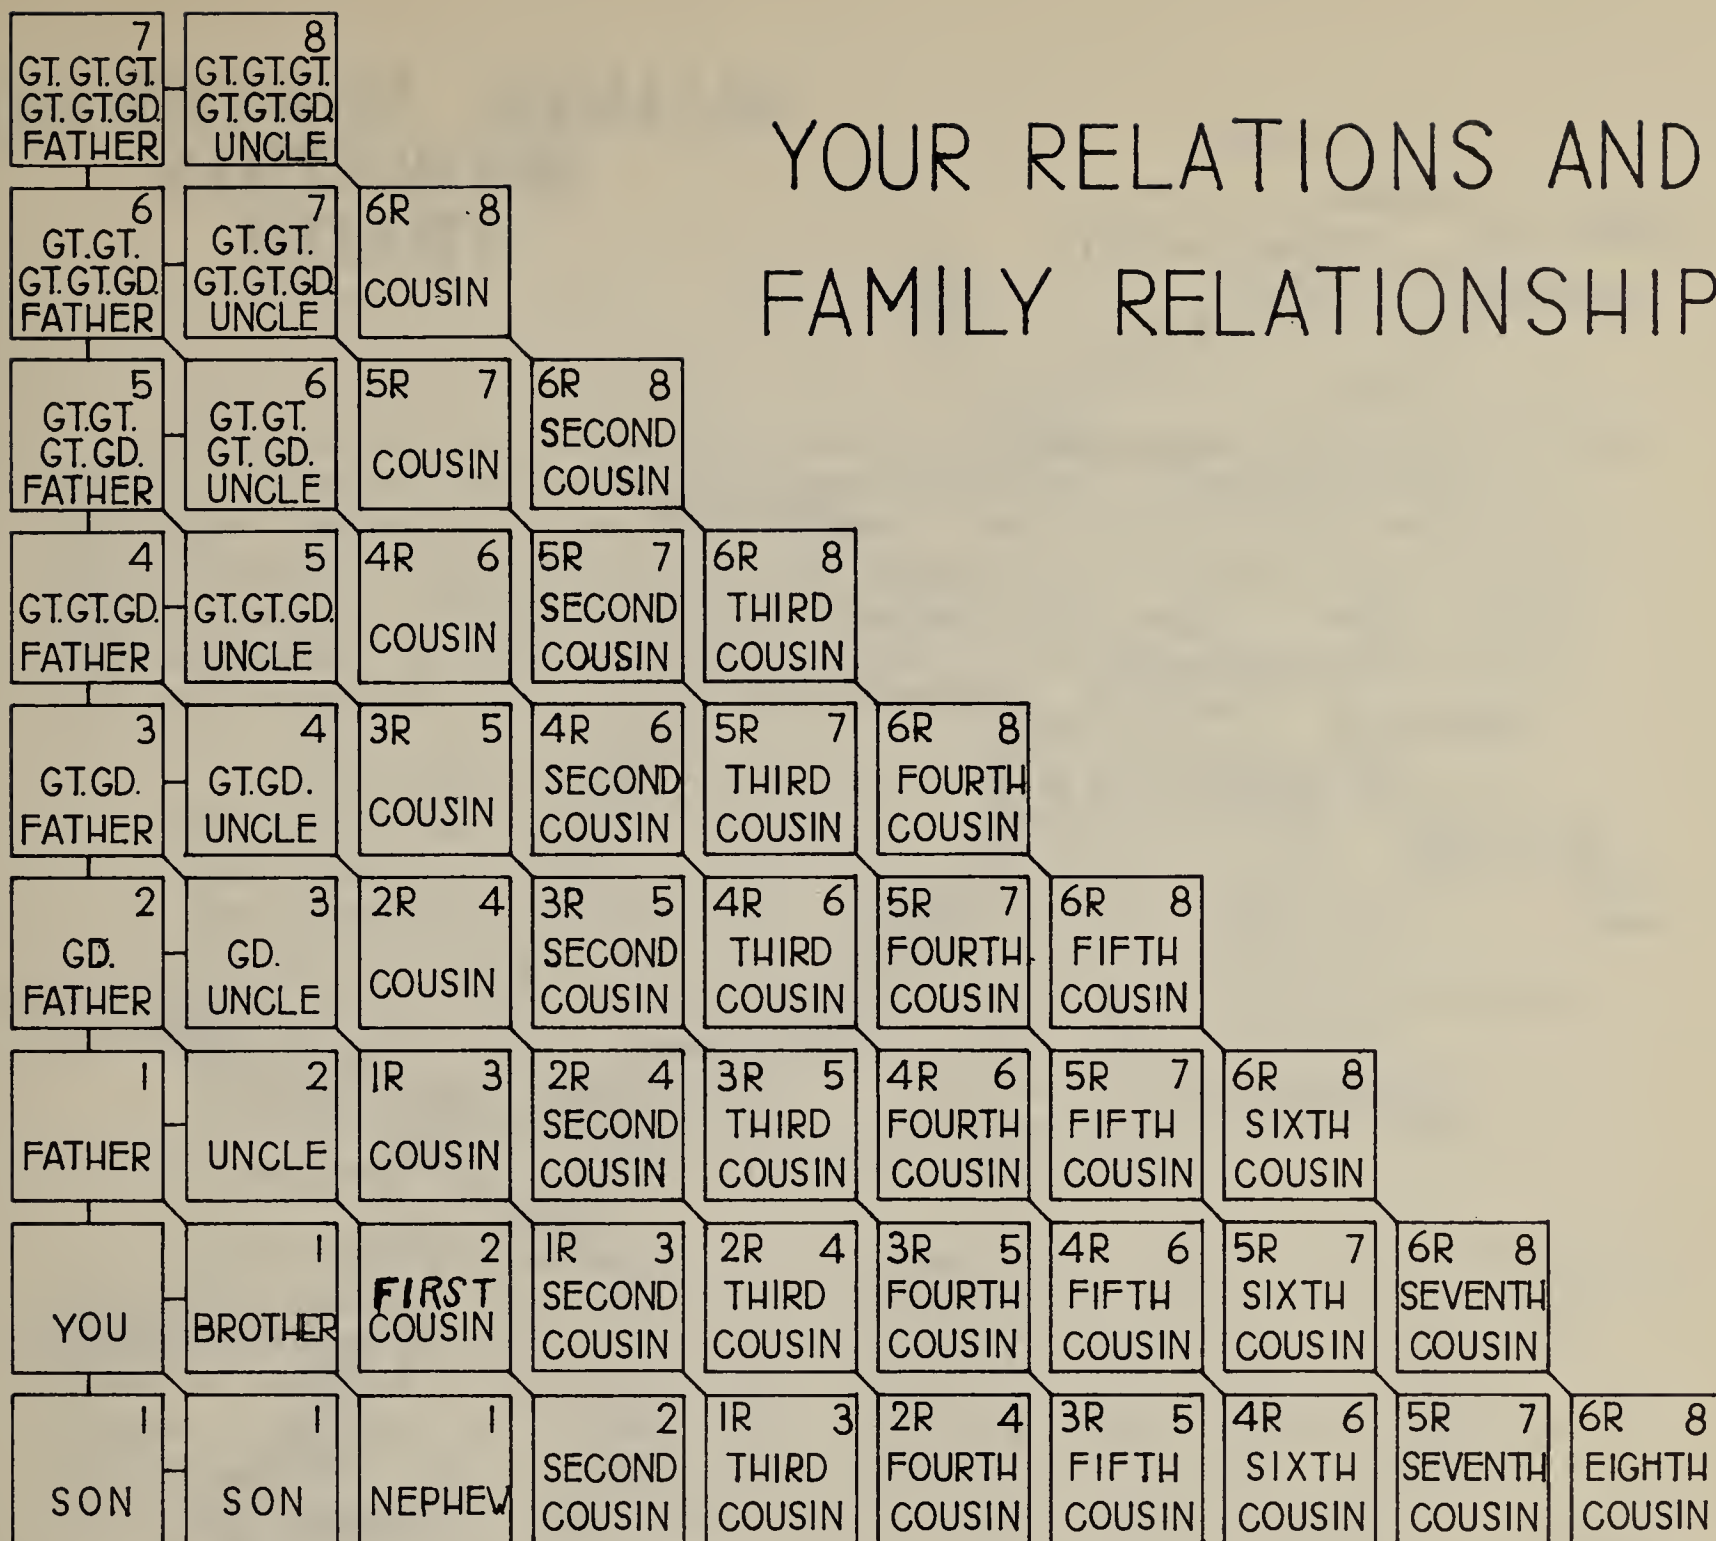 YOUR RELATIONS AND
FAMILY RELATIONSHIP
7
GT. GT. GT.
GT. GT. GD.
FATHER
8
GT. GT. GT.
GT. GT. GD.
UNCLE
6
GT. GT.
GT. GT. GD.
FATHER
7
GT. GT.
GT. GT. GD.
UNCLE
6R 8
COUSIN
5
GT. GT.
GT. GD.
FATHER
6
GT. GT.
GT. GD.
UNCLE
5R 7
COUSIN
6R 8
SECOND
COUSIN
4
GT. GT. GD.
FATHER
5
GT. GT. GD.
UNCLE
4R 6
COUSIN
5R 7
SECOND
COUSIN
6R 8
THIRD
COUSIN
3
GT. GD.
FATHER
4
GT. GD.
UNCLE
3R 5
COUSIN
4R 6
SECOND
COUSIN
5R 7
THIRD
COUSIN
6R 8
FOURTH
COUSIN
2
GD.
FATHER
3
GD.
UNCLE
2R 4
COUSIN
3R 5
SECOND
COUSIN
4R 6
THIRD
COUSIN
5R 7
FOURTH
COUSIN
6R 8
FIFTH
COUSIN
1
FATHER
2
UNCLE
1R 3
COUSIN
2R 4
SECOND
COUSIN
3R 5
THIRD
COUSIN
4R 6
FOURTH
COUSIN
5R 7
FIFTH
COUSIN
6R 8
SIXTH
COUSIN
YOU
1
BROTHER
2
FIRST
COUSIN
1R 3
SECOND
COUSIN
2R 4
THIRD
COUSIN
3R 5
FOURTH
COUSIN
4R 6
FIFTH
COUSIN
5R 7
SIXTH
COUSIN
6R 8
SEVENTH
COUSIN
1
SON
1
SON
1
NEPHEW
2
SECOND
COUSIN
1R 3
THIRD
COUSIN
2R 4
FOURTH
COUSIN
3R 5
FIFTH
COUSIN
4R 6
SIXTH
COUSIN
5R 7
SEVENTH
COUSIN
6R 8
EIGHTH
COUSIN